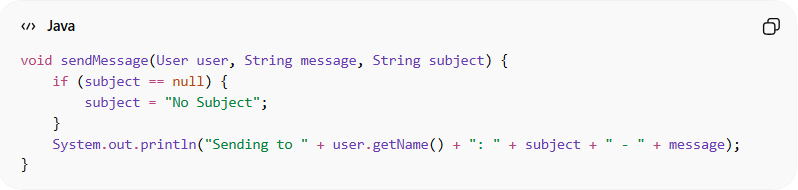 Java
void sendMessage(User user, String message, String subject) {
    if (subject == null) {
        subject = "No Subject";
    }
    System.out.println("Sending to " + user.getName() + ": " + subject + " - " + message);
}